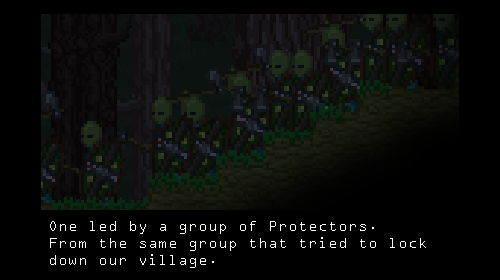 One led by a group of Protectors.
From the same group that tried to lock
down our village.